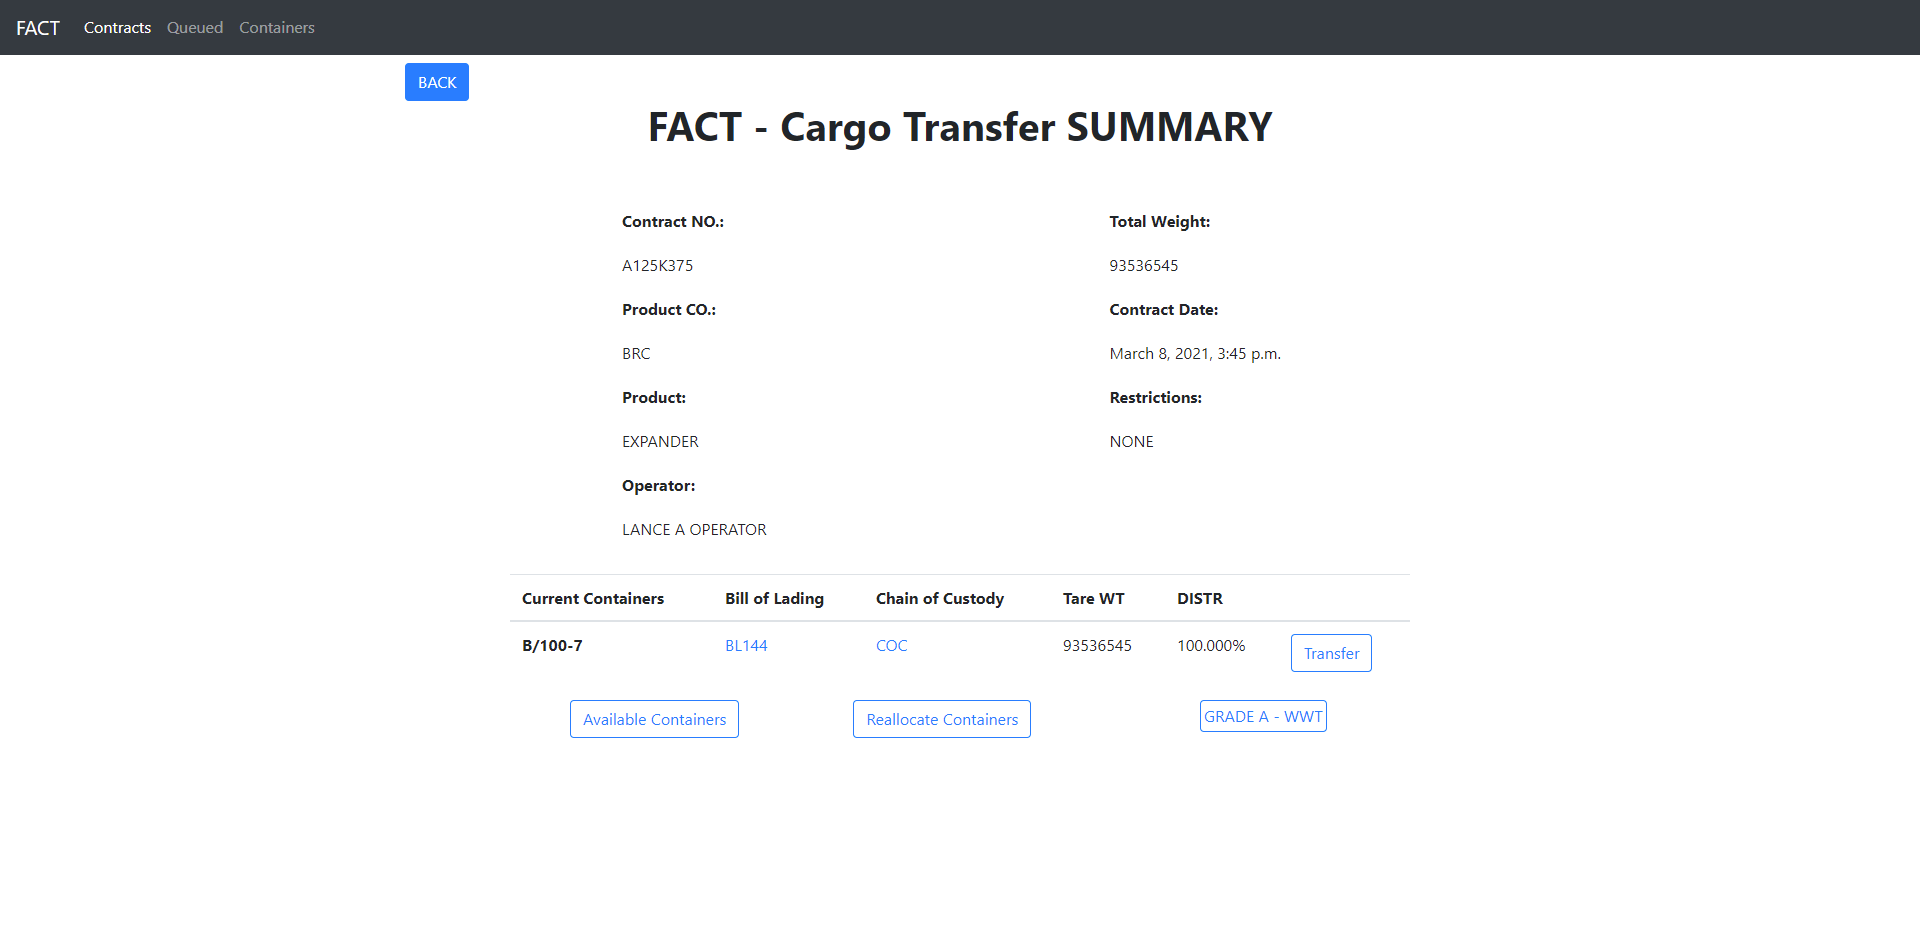 FACT Contracts Queued Containers
BACK
FACT - Cargo Transfer SUMMARY
Contract NO.:
A125K375
Product CO.:
BRC
Product:
EXPANDER
Operator:
LANCE A OPERATOR
Total Weight:
93536545
Contract Date:
March 8, 2021, 3:45 p.m.
Restrictions:
NONE
Current Containers Bill of Lading Chain of Custody Tare WT DISTR
B/100-7 BL144 COC 93536545 100.000% Transfer
Available Containers Reallocate Containers GRADE A - WWT